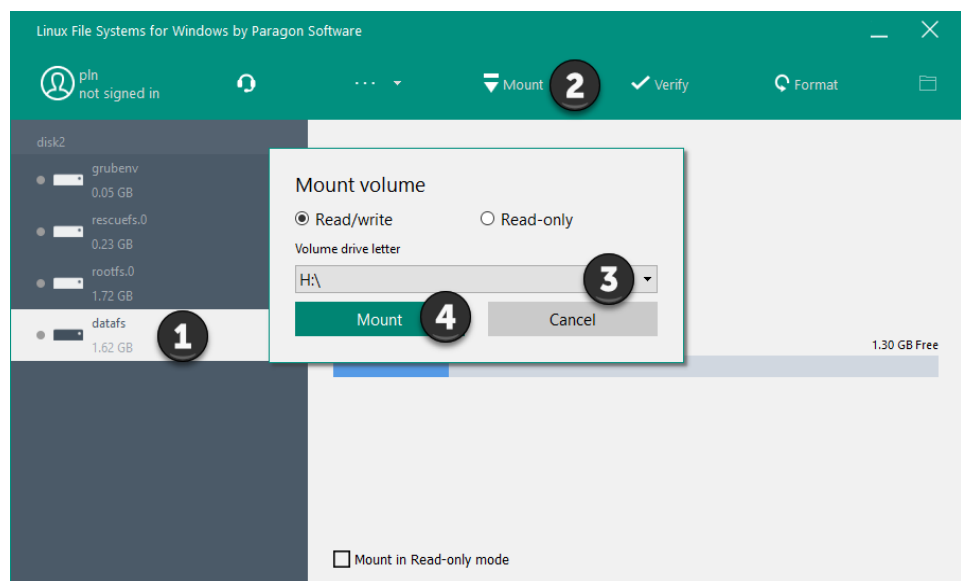 Linux File Systems for Windows by Paragon Software
pln
not signed in
... Mount 2 Verify Format
disk2
grubenv
0.05 GB
rescuefs.0
0.23 GB
rootfs.0
1.72 GB
datafs
1.62 GB
1
Mount volume
Read/write Read-only
Volume drive letter
H:\ 3
Mount 4 Cancel
1.30 GB Free
Mount in Read-only mode